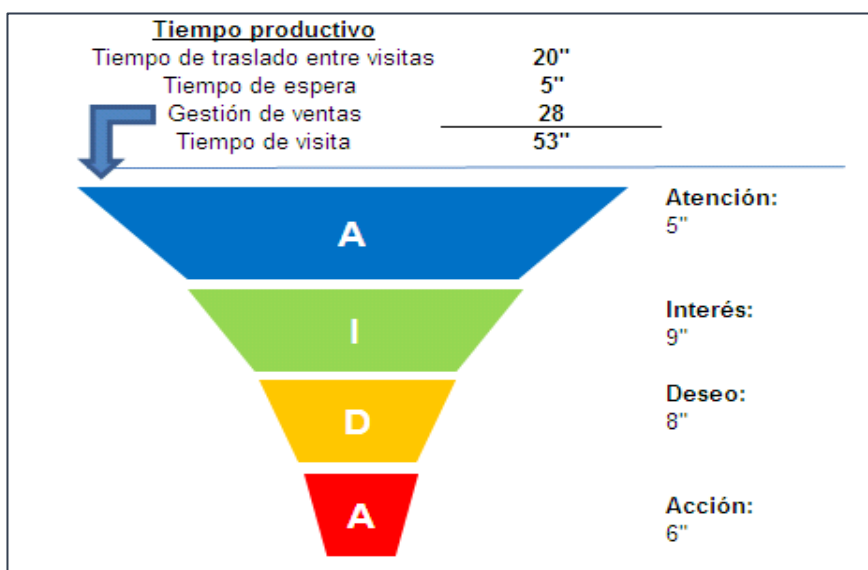 Tiempo productivo
Tiempo de traslado entre visitas 20"
Tiempo de espera 5"
Gestión de ventas 28
Tiempo de visita 53"
A
Atención:
5"
I
Interés:
9"
D
Deseo:
8"
A
Acción:
6"